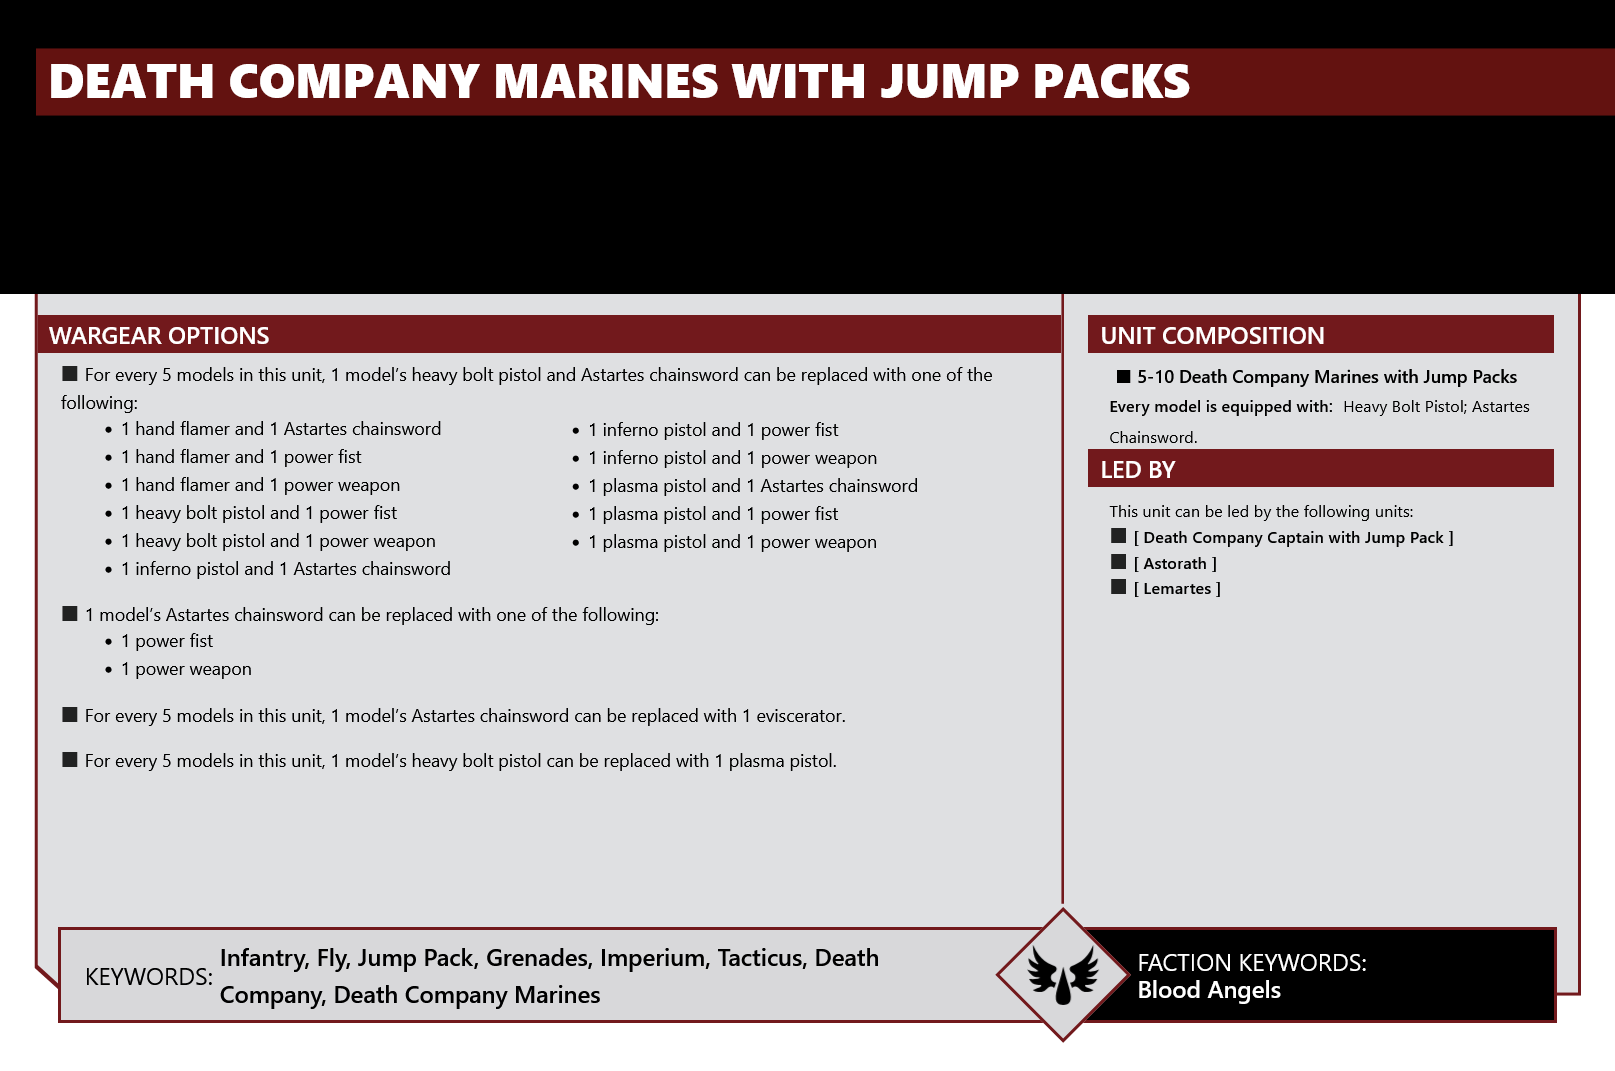 DEATH COMPANY MARINES WITH JUMP PACKS
WARGEAR OPTIONS
■ For every 5 models in this unit, 1 model’s heavy bolt pistol and Astartes chainsword can be replaced with one of the
following:
• 1 hand flamer and 1 Astartes chainsword
• 1 hand flamer and 1 power fist
• 1 hand flamer and 1 power weapon
• 1 heavy bolt pistol and 1 power fist
• 1 heavy bolt pistol and 1 power weapon
• 1 inferno pistol and 1 Astartes chainsword
• 1 inferno pistol and 1 power fist
• 1 inferno pistol and 1 power weapon
• 1 plasma pistol and 1 Astartes chainsword
• 1 plasma pistol and 1 power fist
• 1 plasma pistol and 1 power weapon
■ 1 model’s Astartes chainsword can be replaced with one of the following:
• 1 power fist
• 1 power weapon
■ For every 5 models in this unit, 1 model’s Astartes chainsword can be replaced with 1 eviscerator.
■ For every 5 models in this unit, 1 model’s heavy bolt pistol can be replaced with 1 plasma pistol.
UNIT COMPOSITION
■ 5-10 Death Company Marines with Jump Packs
Every model is equipped with: Heavy Bolt Pistol; Astartes
Chainsword.
LED BY
This unit can be led by the following units:
■ [ Death Company Captain with Jump Pack ]
■ [ Astorath ]
■ [ Lemartes ]
KEYWORDS: Infantry, Fly, Jump Pack, Grenades, Imperium, Tacticus, Death
Company, Death Company Marines
FACTION KEYWORDS:
Blood Angels